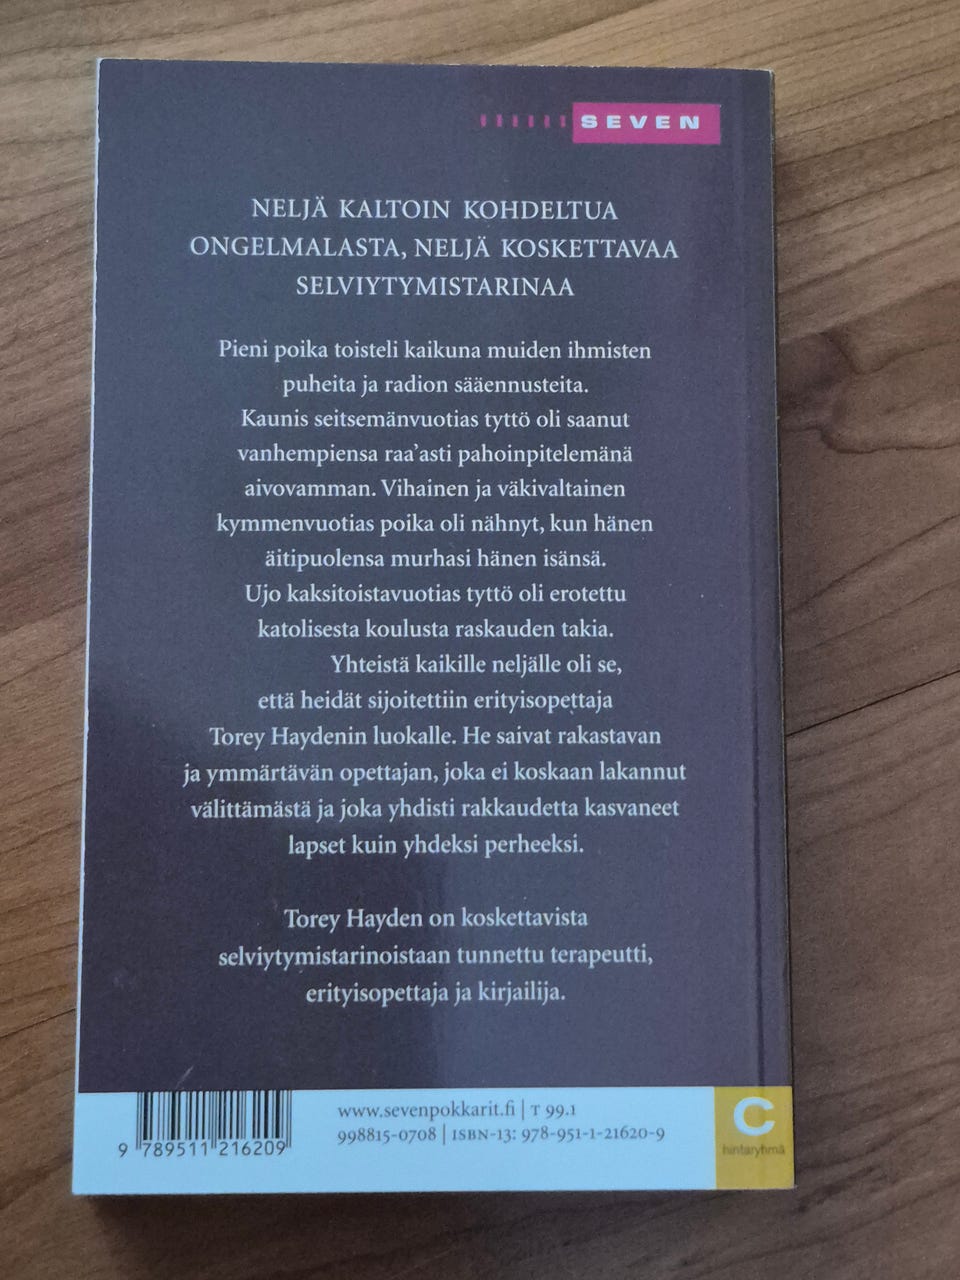 SEVEN
NELJÄ KALTOIN KOHDELTUA
ONGELMALASTA, NELJÄ KOSKETTAVAA
SELVIYTYMISTARINAA
Pieni poika toisteli kaikuna muiden ihmisten
puheita ja radion sääennusteita.
Kaunis seitsemänvuotias tyttö oli saanut
vanhempiensa raa'asti pahoinpitelemänä
aivovamman. Vihainen ja väkivaltainen
kymmenvuotias poika oli nähnyt, kun hänen
äitipuolensa murhasi hänen isänsä.
Ujo kaksitoistavuotias tyttö oli erotettu
katolisesta koulusta raskauden takia.
Yhteistä kaikille neljälle oli se,
että heidät sijoitettiin erityisopettaja
Torey Haydenin luokalle. He saivat rakastavan
ja ymmärtävän opettajan, joka ei koskaan lakannut
välittämästä ja joka yhdisti rakkaudetta kasvaneet
lapset kuin yhdeksi perheeksi.
Torey Hayden on koskettavista
selviytymistarinoistaan tunnettu terapeutti,
erityisopettaja ja kirjailija.
www.sevenpokkarit.fi | T 99.1
998815-0708 | ISBN-13: 978-951-1-21620-9
9 789511 216209
C
hintaryhmä